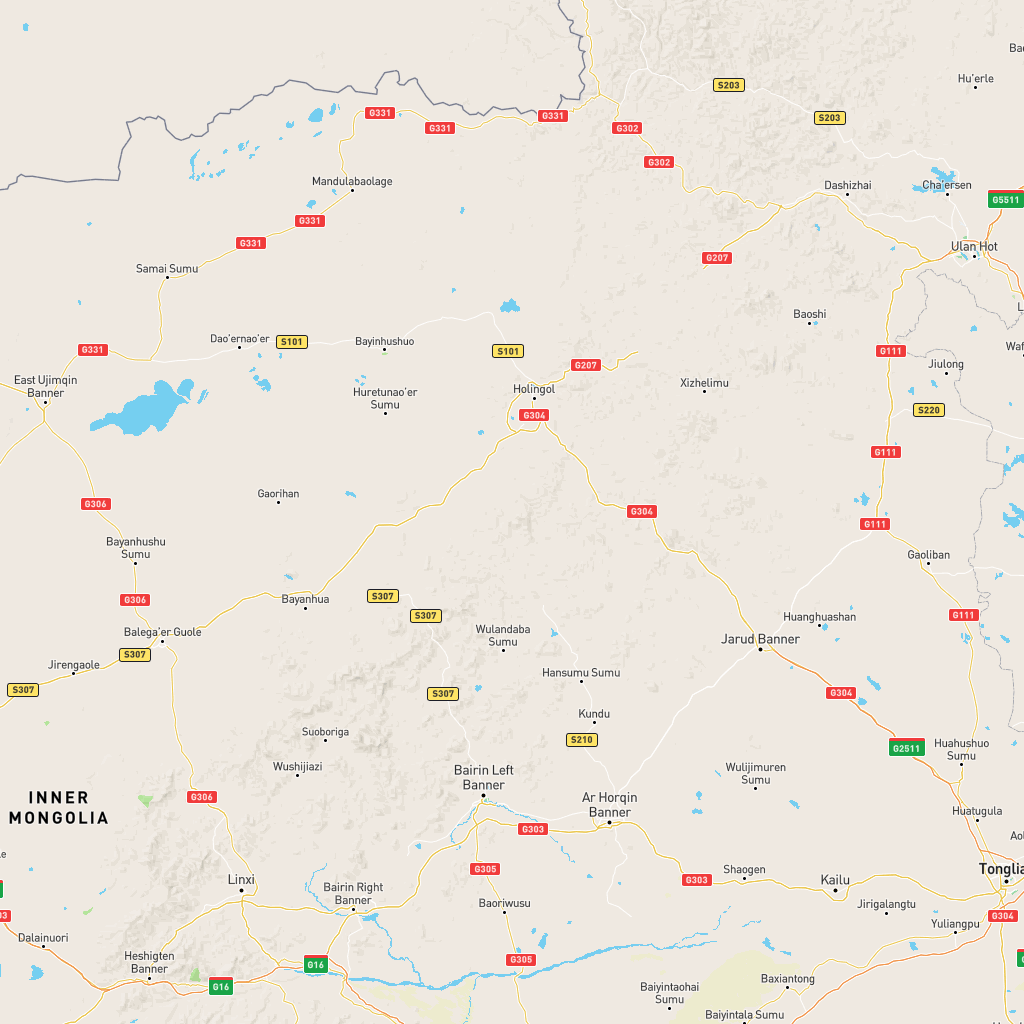 Hu'erle
S203
G331
G331
G331
S203
G302
G302
Mandulabaolage
Dashizhai
Cha'ersen
G5511
G331
G331
Ulan Hot
G207
Samai Sumu
Baoshi
Dao'ernao'er
S101
Bayinhushuo
G331
S101
G111
G207
Jiulong
East Ujimqin
Banner
Huretunao'er
Sumu
Holingol
Xizhelimu
G304
S220
G111
Gaorihan
G306
G304
G111
Bayanhushu
Sumu
Gaoliban
G306
Bayanhua
S307
S307
G111
Huanghuashan
Balega'er Guole
Wulandaba
Sumu
Jarud Banner
S307
Jirengaole
Hansumu Sumu
S307
S307
G304
Kundu
Suoboriga
S210
G2511
Huahushuo
Sumu
Wushijiazi
Bairin Left
Banner
Wulijimuren
Sumu
INNER
MONGOLIA
G306
Ar Horqin
Banner
Huatugula
G303
G305
Shaogen
Linxi
G303
Kailu
Bairin Right
Banner
Baoriwusu
Jirigalangtu
G304
Yuliangpu
Dalainuori
Heshigten
Banner
G16
G305
G16
Baxiantong
Baiyintaohai
Sumu
Baiyintala Sumu